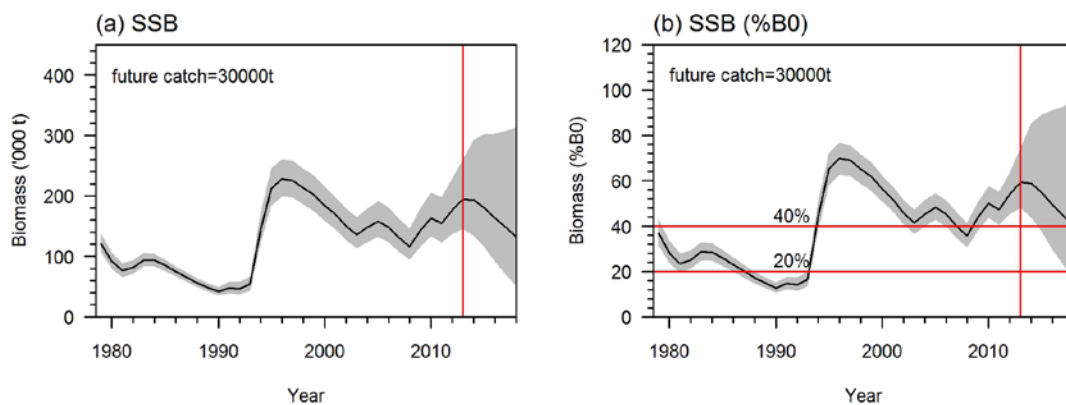 (a) SSB
future catch=30000t
Biomass ('000 t)
400
300
200
100
0
1980
1990
2000
2010
Year
(b) SSB (%B0)
future catch=30000t
Biomass (%B0)
120
100
80
60
40
20
0
40%
20%
1980
1990
2000
2010
Year